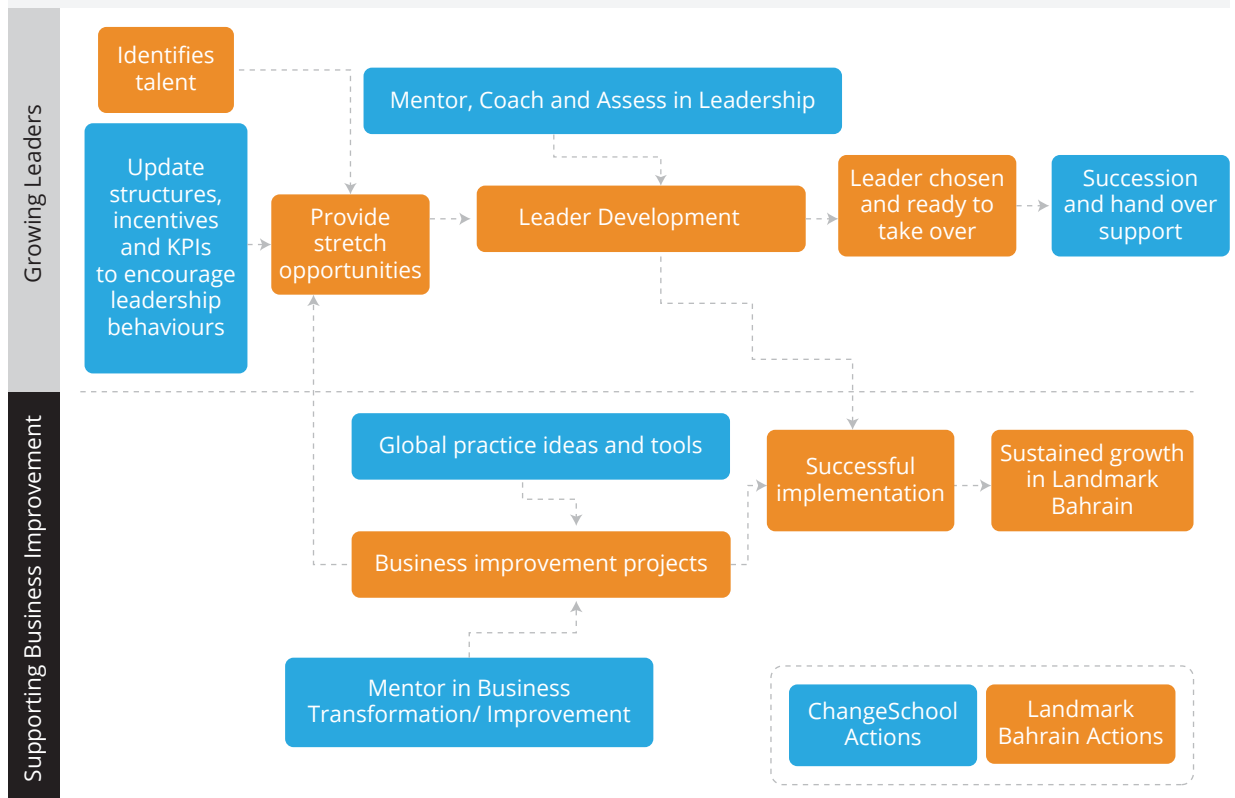 Growing Leaders
Identifies
talent
Update
structures,
incentives
and KPIs
to encourage
leadership
behaviours
Provide
stretch
opportunities
Mentor, Coach and Assess in Leadership
Leader Development
Leader chosen
and ready to
take over
Succession
and hand over
support
Supporting Business Improvement
Global practice ideas and tools
Business improvement projects
Mentor in Business
Transformation/ Improvement
Successful
implementation
Sustained growth
in Landmark
Bahrain
ChangeSchool
Actions
Landmark
Bahrain Actions